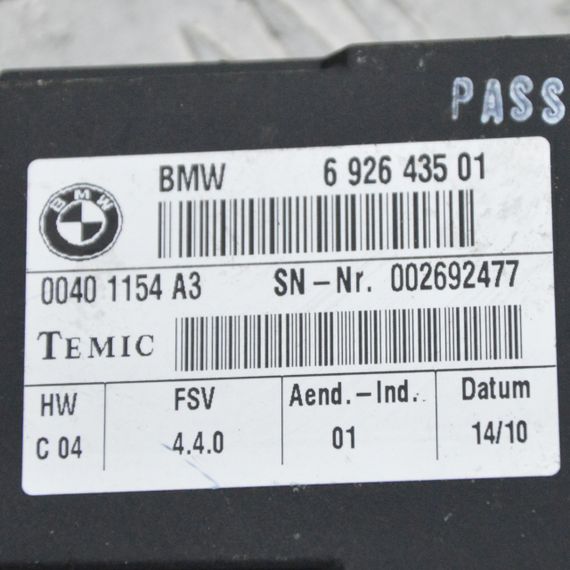 PASS
BMW 6 926 435 01
BMW
0040 1154 A3 SN-Nr. 002692477
TEMIC
HW FSV Aend.-Ind. Datum
C 04 4.4.0 01 14/10